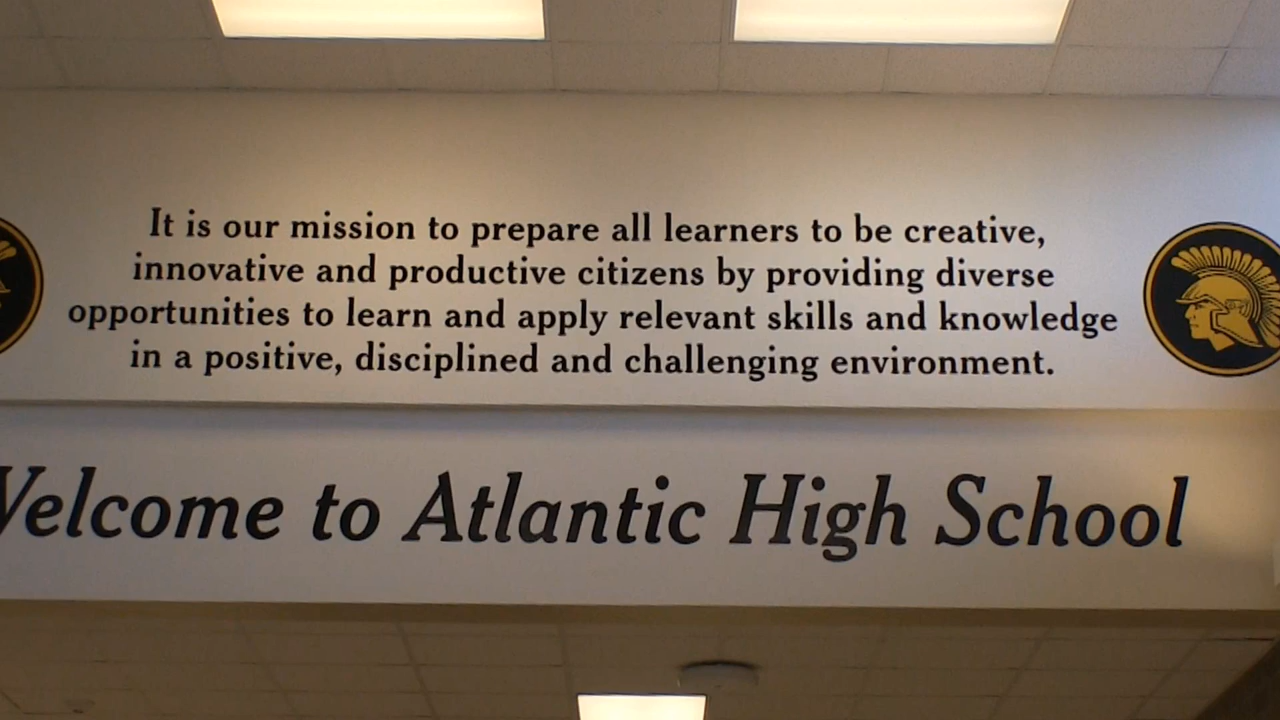 It is our mission to prepare all learners to be creative,
innovative and productive citizens by providing diverse
opportunities to learn and apply relevant skills and knowledge
in a positive, disciplined and challenging environment.
Welcome to Atlantic High School